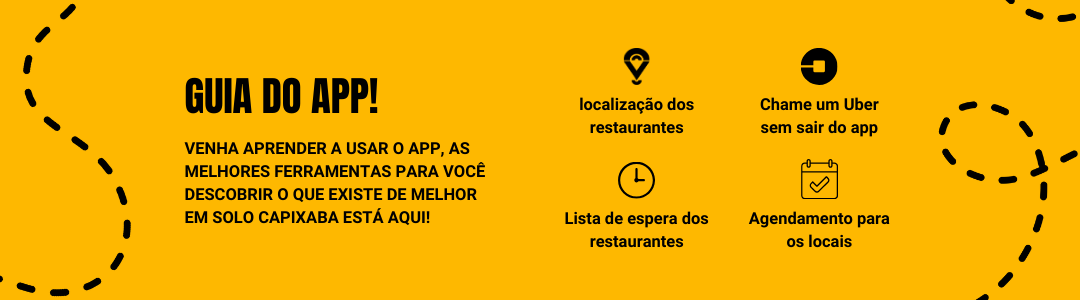 GUIA DO APP!
VENHA APRENDER A USAR O APP, AS
MELHORES FERRAMENTAS PARA VOCÊ
DESCOBRIR O QUE EXISTE DE MELHOR
EM SOLO CAPIXABA ESTÁ AQUI!
localização dos
restaurantes
Chame um Uber
sem sair do app
Lista de espera dos
restaurantes
Agendamento para
os locais